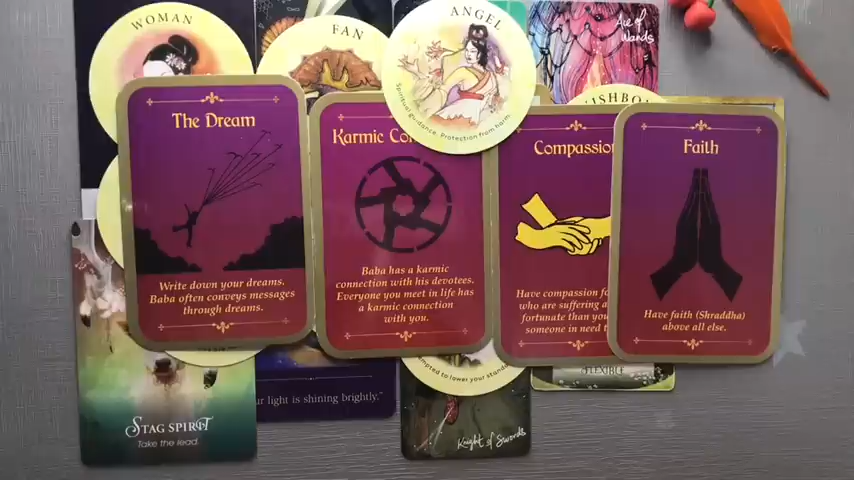 WOMAN
FAN
ANGEL
Spiritual guidance. Protection from harm.
Ace of
Wands
The Dream
Write down your dreams.
Baba often conveys messages
through dreams.
Karmic
Baba has a karmic
connection with his devotees.
Everyone you meet in life has
a karmic connection
with you.
Compassion
Have compassion
who are suffering
fortunate than you
someone in need
Faith
Have faith (Shraddha)
above all else.
STAG SPIRIT
Take the lead
light is shining brightly."
to lower your
Knight of Swords
FLEXIBLE